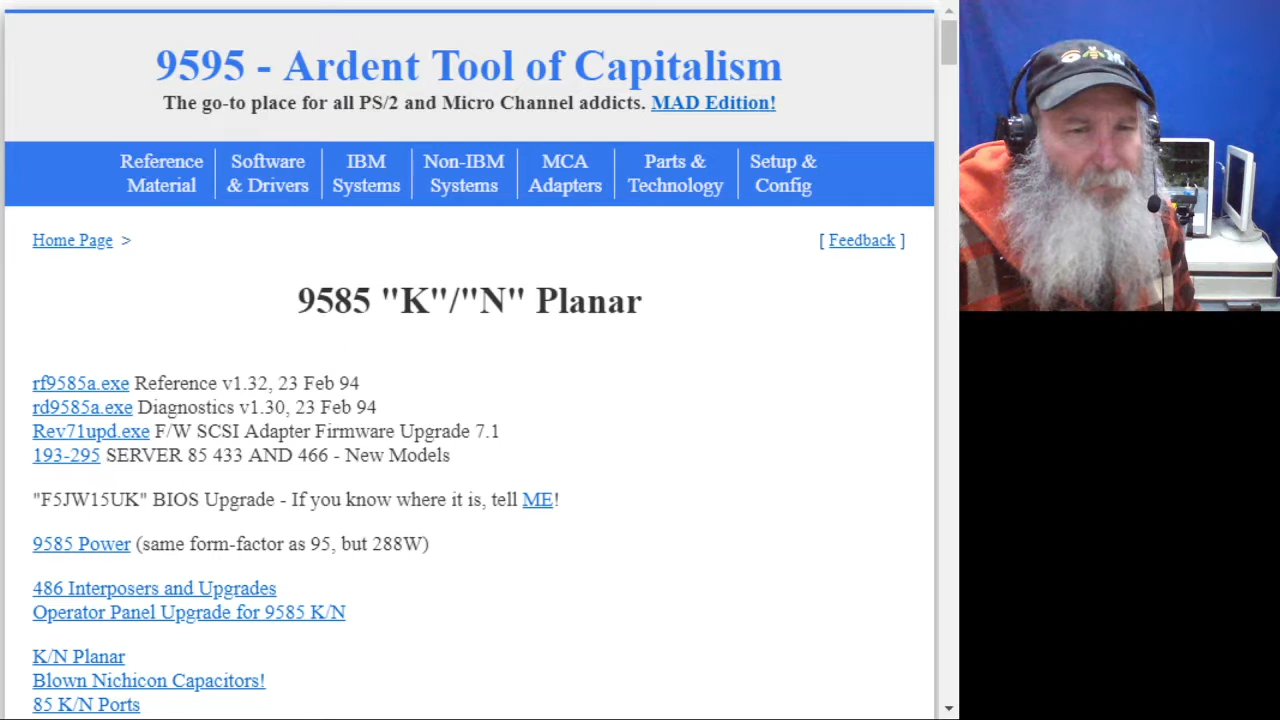 9595 - Ardent Tool of Capitalism
The go-to place for all PS/2 and Micro Channel addicts. MAD Edition!
Reference Material
Software & Drivers
IBM Systems
Non-IBM Systems
MCA Adapters
Parts & Technology
Setup & Config
Home Page >
[ Feedback ]
9585 "K"/"N" Planar
rf9585a.exe Reference v1.32, 23 Feb 94
rd9585a.exe Diagnostics v1.30, 23 Feb 94
Rev71upd.exe F/W SCSI Adapter Firmware Upgrade 7.1
193-295 SERVER 85 433 AND 466 - New Models
"F5JW15UK" BIOS Upgrade - If you know where it is, tell ME!
9585 Power (same form-factor as 95, but 288W)
486 Interposers and Upgrades
Operator Panel Upgrade for 9585 K/N
K/N Planar
Blown Nichicon Capacitors!
85 K/N Ports